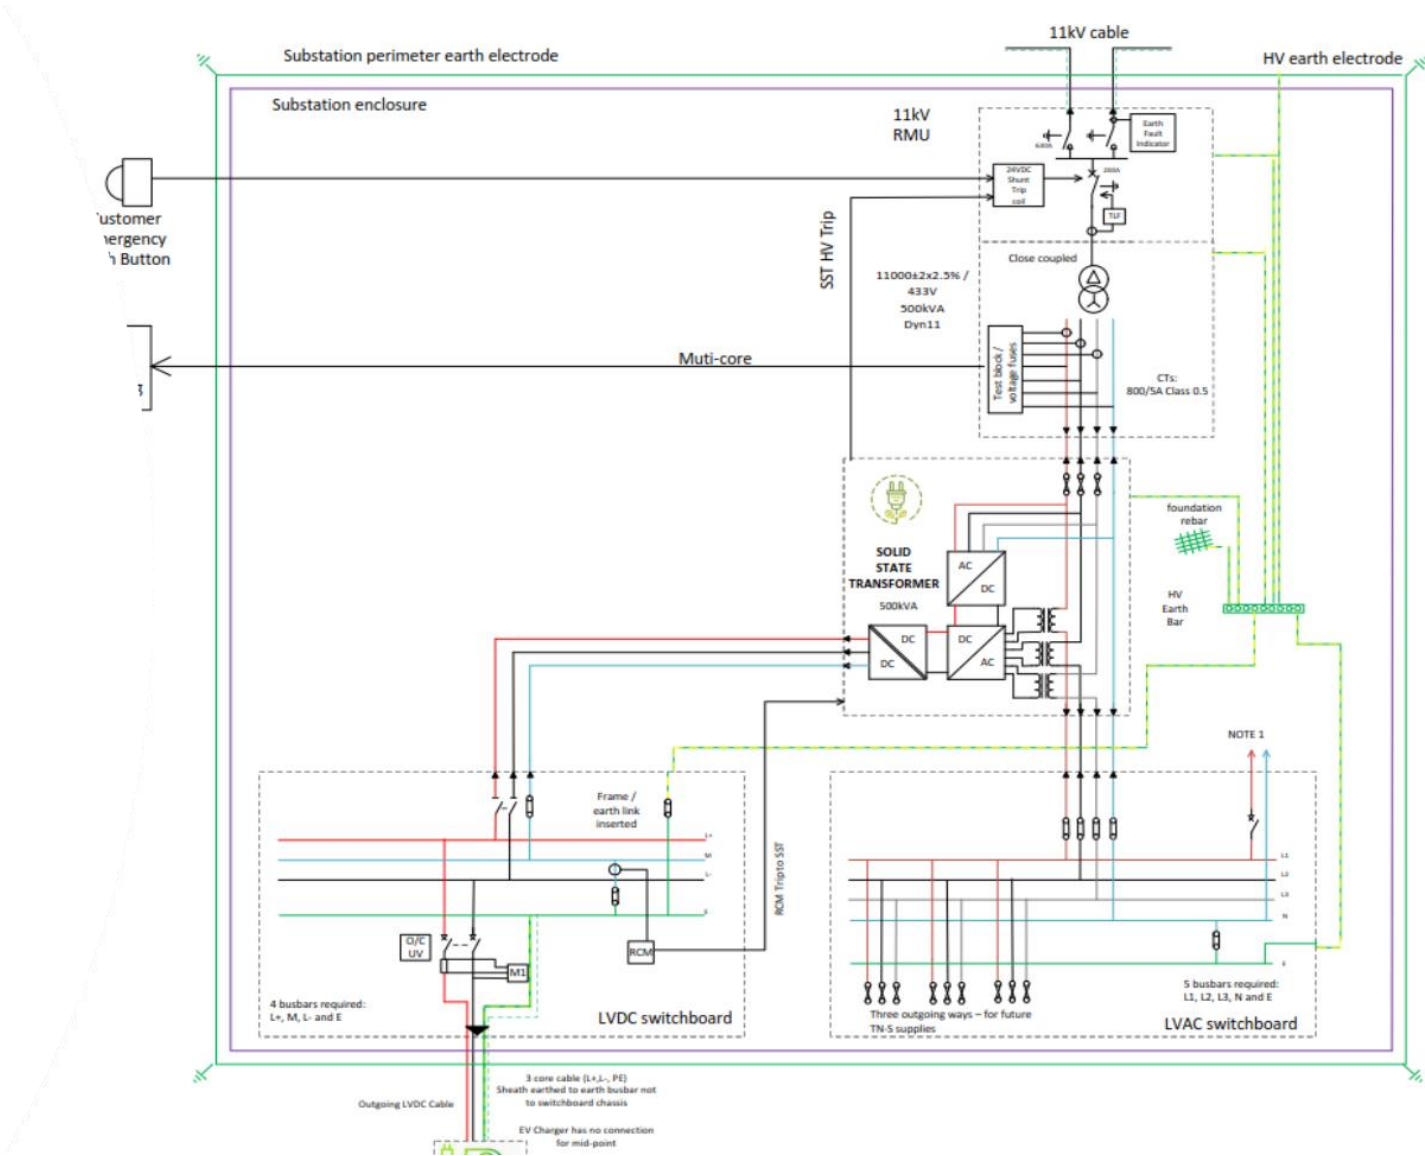 11kV cable
Substation perimeter earth electrode
HV earth electrode
Substation enclosure
11kV
RMU
Earth
Fault
Indicator
630A
24VDC
Shunt
Trip
coil
200A
TLF
ustomer
ergency
h Button
SST HV Trip
Close coupled
11000±2x2.5% /
433V
500kVA
Dyn11
Muti-core
Test block /
voltage fuses
CTs:
800/5A Class 0.5
foundation
rebar
SOLID
STATE
TRANSFORMER
500kVA
AC
DC
DC
DC
DC
AC
HV
Earth
Bar
NOTE 1
Frame /
earth link
inserted
L+
M
L-
E
RCM Trip to SST
L1
L2
L3
N
E
O/C
UV
M1
RCM
4 busbars required:
L+, M, L- and E
LVDC switchboard
Three outgoing ways – for future
TN-S supplies
5 busbars required:
L1, L2, L3, N and E
LVAC switchboard
3 core cable (L+,L-, PE)
Sheath earthed to earth busbar not
to switchboard chassis
Outgoing LVDC Cable
EV Charger has no connection
for mid-point